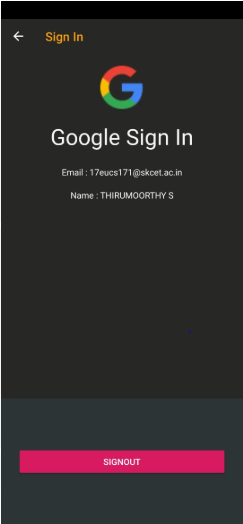 Sign In
Google Sign In
Email : 17eucs171@skcet.ac.in
Name : THIRUMOORTHY S
SIGNOUT